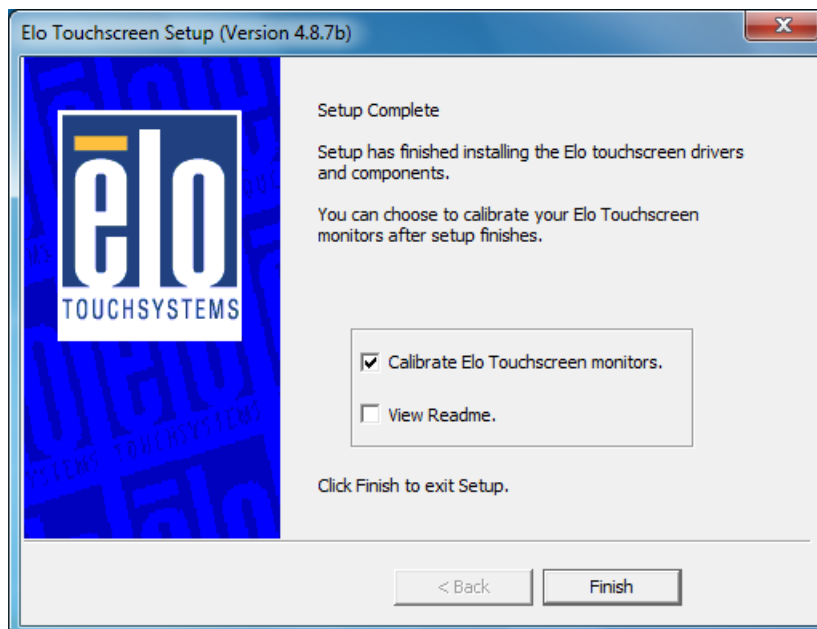 Elo Touchscreen Setup (Version 4.8.7b)
elo
TOUCHSYSTEMS
Setup Complete
Setup has finished installing the Elo touchscreen drivers
and components.
You can choose to calibrate your Elo Touchscreen
monitors after setup finishes.
Calibrate Elo Touchscreen monitors.
View Readme.
Click Finish to exit Setup.
< Back
Finish